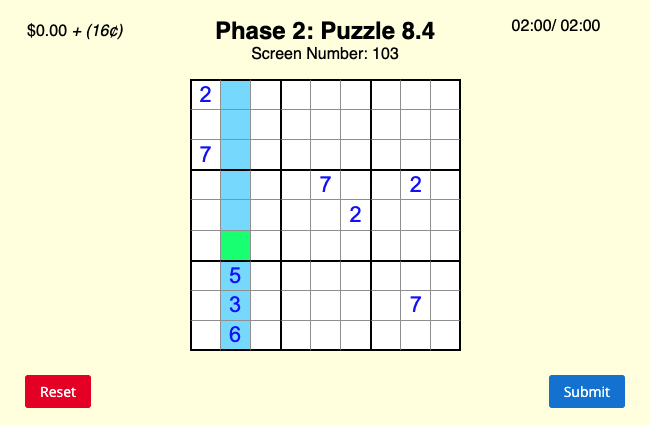 $0.00 + (16¢)
Phase 2: Puzzle 8.4
02:00/ 02:00
Screen Number: 103
2
7
7 2
2
5
3 7
6
Reset
Submit